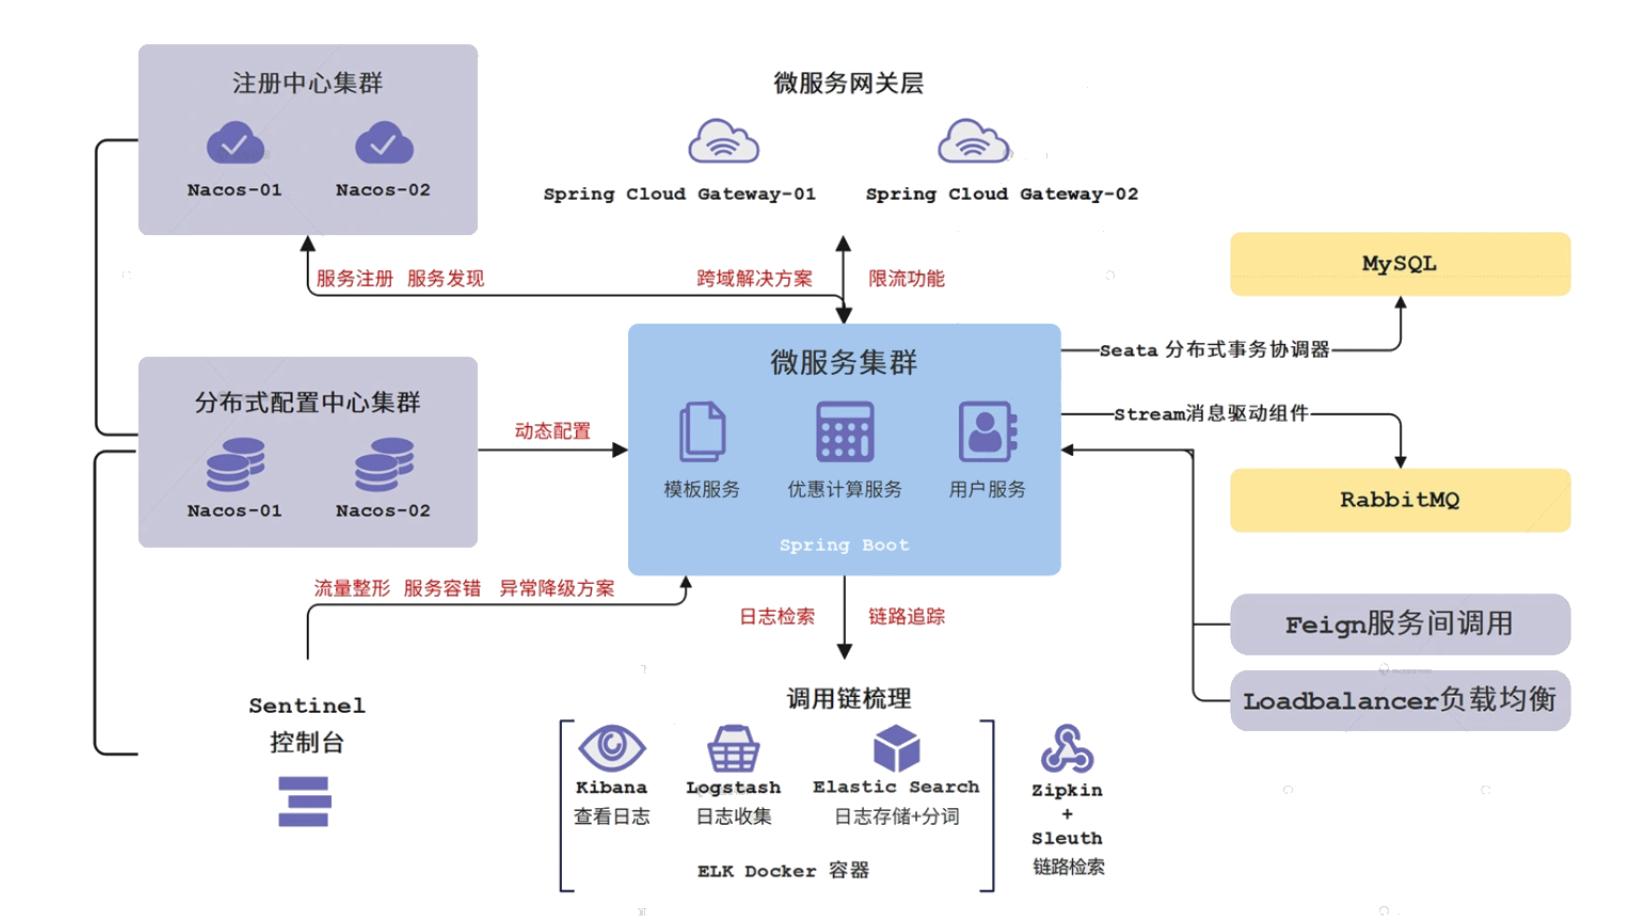 注册中心集群
Nacos-01
Nacos-02
微服务网关层
Spring Cloud Gateway-01
Spring Cloud Gateway-02
服务注册 服务发现
跨域解决方案
限流功能
MySQL
Seata 分布式事务协调器
分布式配置中心集群
Nacos-01
Nacos-02
动态配置
微服务集群
模板服务
优惠计算服务
用户服务
Spring Boot
Stream消息驱动组件
RabbitMQ
流量整形 服务容错 异常降级方案
日志检索
链路追踪
Feign服务间调用
Loadbalancer负载均衡
Sentinel
控制台
调用链梳理
Kibana
查看日志
Logstash
日志收集
Elastic Search
日志存储+分词
ELK Docker 容器
Zipkin
+
Sleuth
链路检索